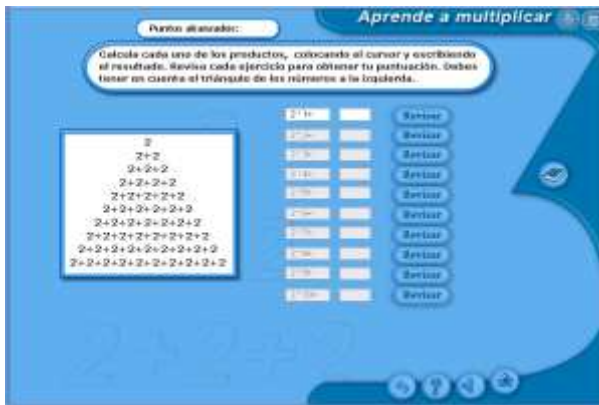 Aprende a multiplicar
Puntos alcanzados:
Calcula cada uno de los productos, colocando el cursor y escribiendo
el resultado. Revisa cada ejercicio para obtener tu puntuación. Debes
tener en cuenta el triángulo de los números a la izquierda.
2
2+2
2+2+2
2+2+2+2
2+2+2+2+2
2+2+2+2+2+2
2+2+2+2+2+2+2
2+2+2+2+2+2+2+2
2+2+2+2+2+2+2+2+2
2+2+2+2+2+2+2+2+2+2
2*1=
Revisar
Revisar
Revisar
Revisar
Revisar
Revisar
Revisar
Revisar
Revisar
Revisar
2+2+2